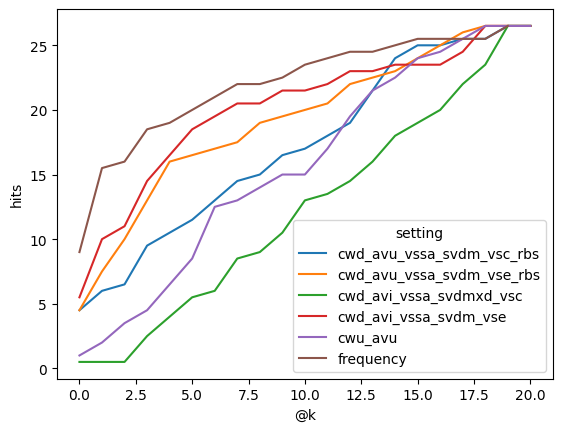 25
20
15
10
5
0
hits
setting
cwd_avu_vssa_svdm_vsc_rbs
cwd_avu_vssa_svdm_vse_rbs
cwd_avi_vssa_svdmxd_vsc
cwd_avi_vssa_svdm_vse
cwu_avu
frequency
0.0 2.5 5.0 7.5 10.0 12.5 15.0 17.5 20.0
@k